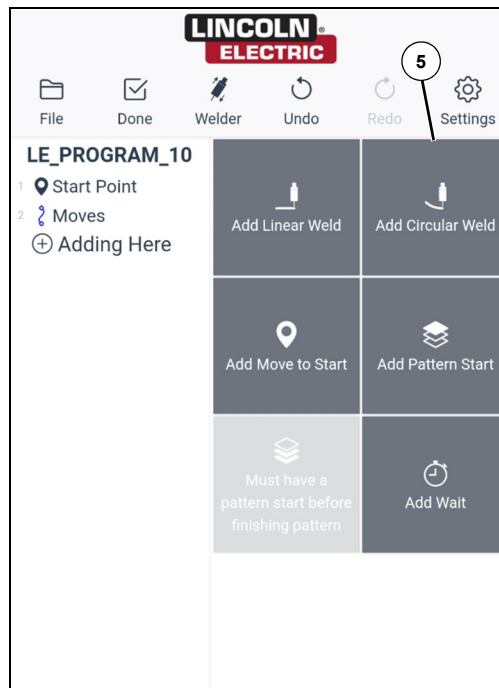 LINCOLN®
ELECTRIC
5
File
Done
Welder
Undo
Redo
Settings
LE_PROGRAM_10
1 Start Point
2 Moves
Adding Here
Add Linear Weld
Add Circular Weld
Add Move to Start
Add Pattern Start
Must have a
pattern start before
finishing pattern
Add Wait